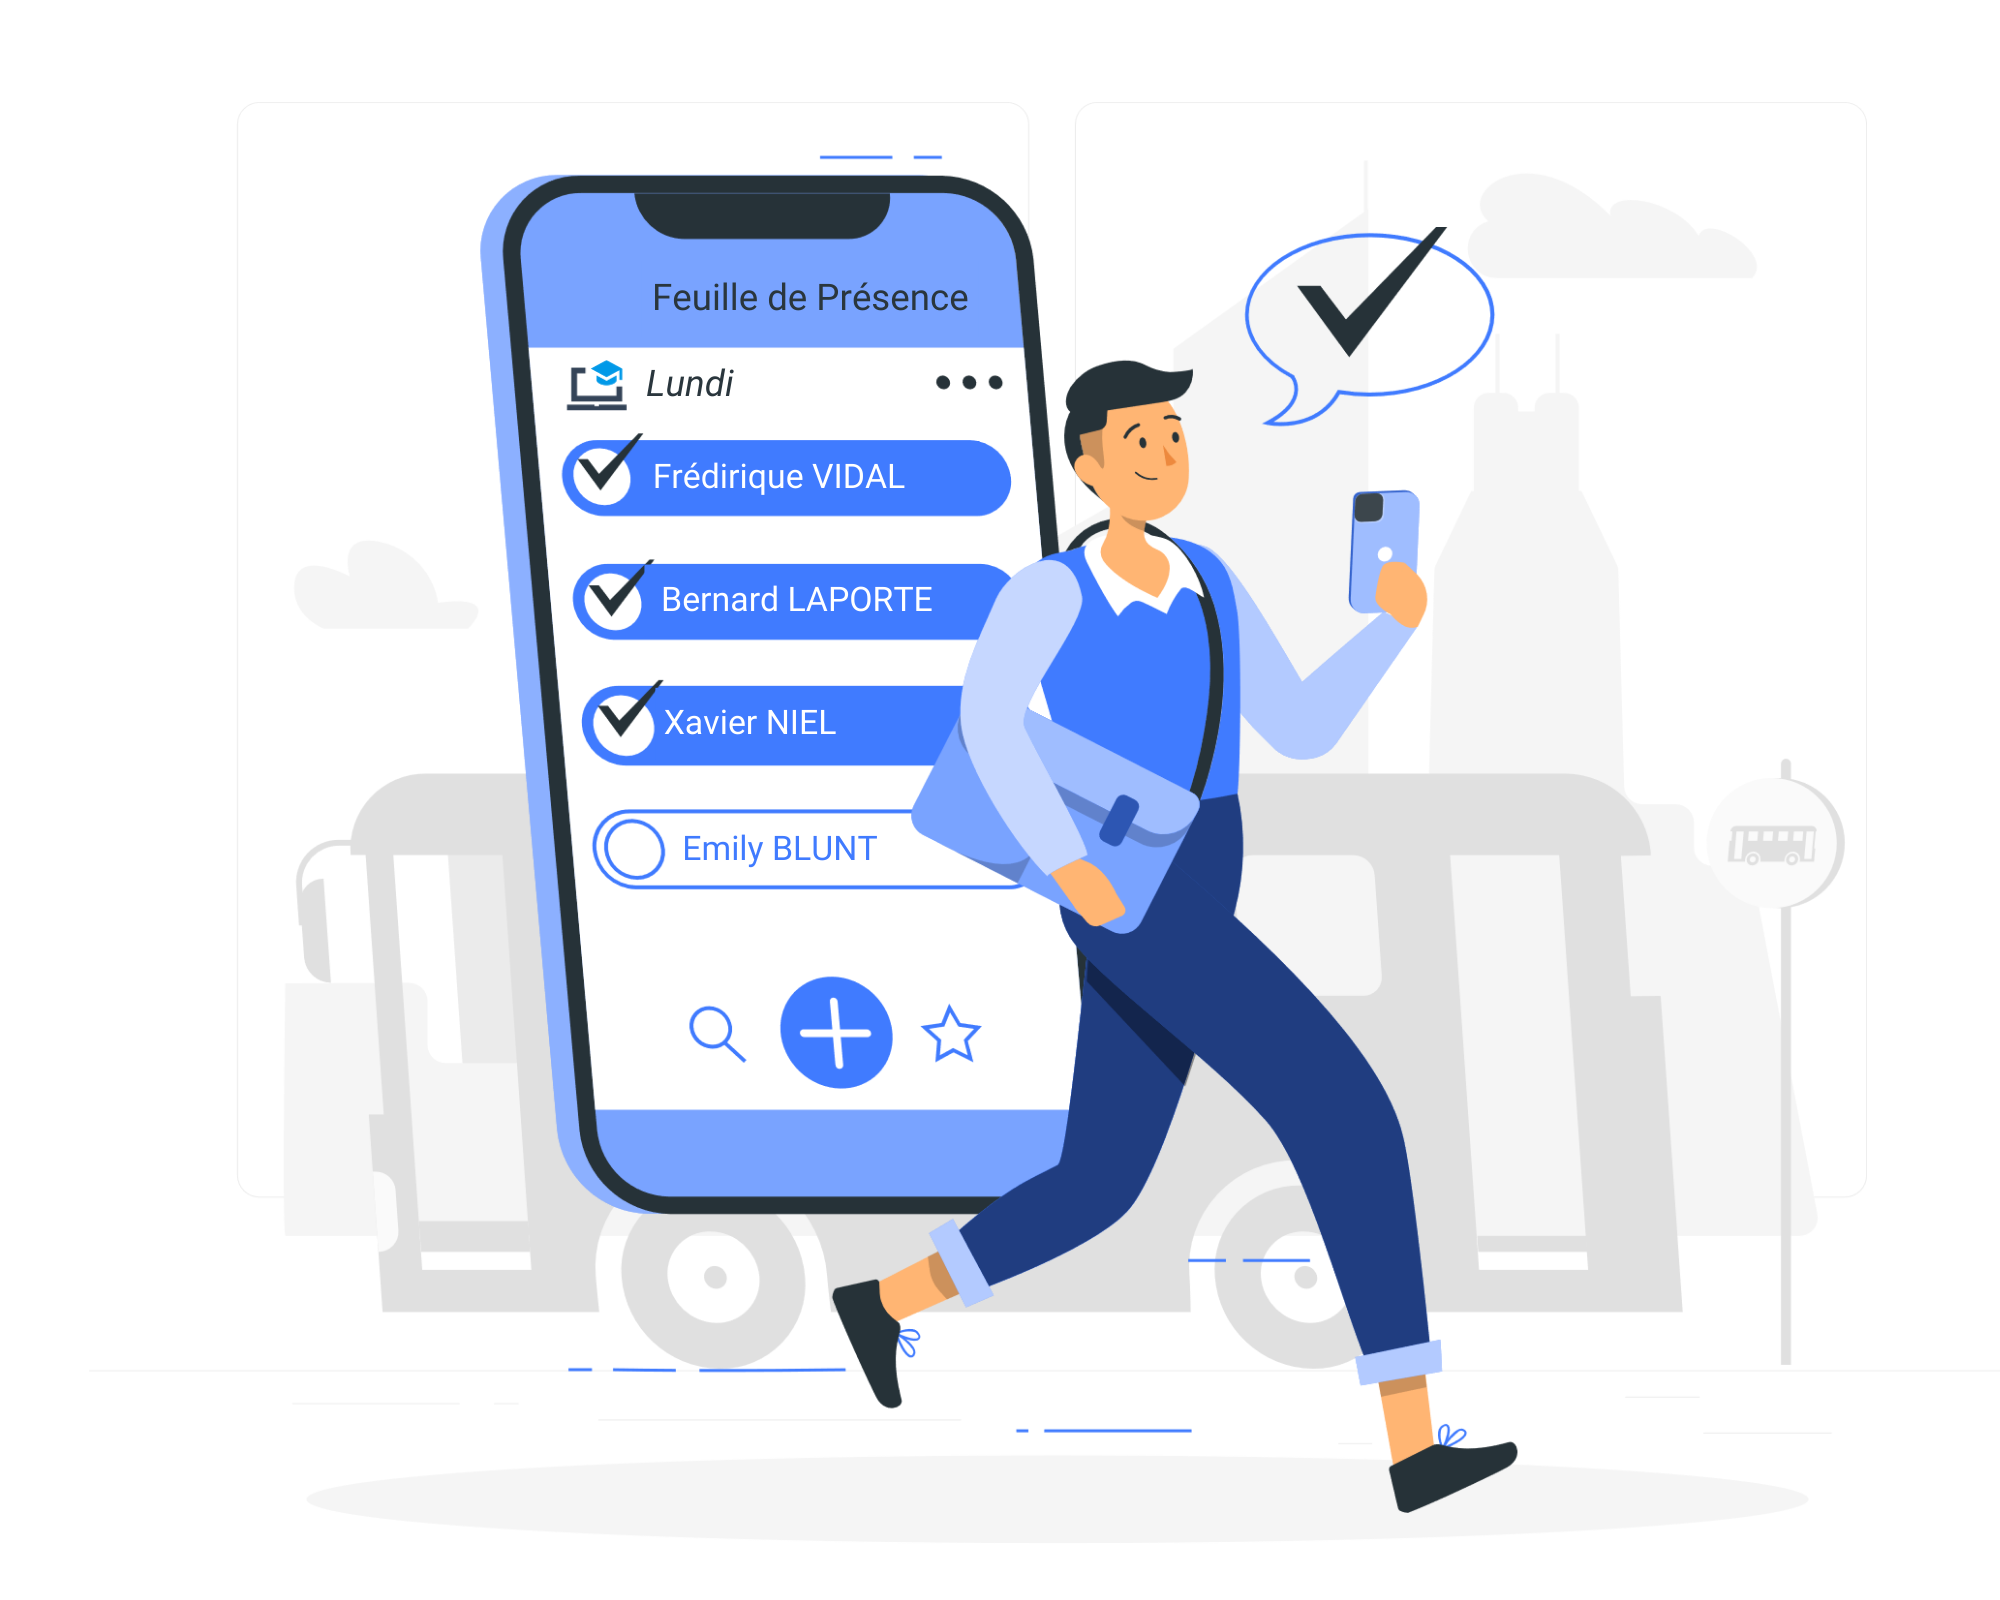 Feuille de Présence
Lundi
Frédirique VIDAL
Bernard LAPORTE
Xavier NIEL
Emily BLUNT